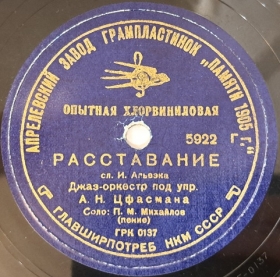 АПРЕЛЕВСКИЙ ЗАВОД ГРАМПЛАСТИНОК „ПАМЯТИ 1905 г.“
ОПЫТНАЯ ХЛОРВИНИЛОВАЯ
5922
РАССТАВАНИЕ
сл. И. Альвэка
Джаз-оркестр под упр.
А. Н. Цфасмана
Соло: П. М. Михайлов
(пение)
ГРК 0137
ГЛАВШИРПОТРЕБ НКМ СССР